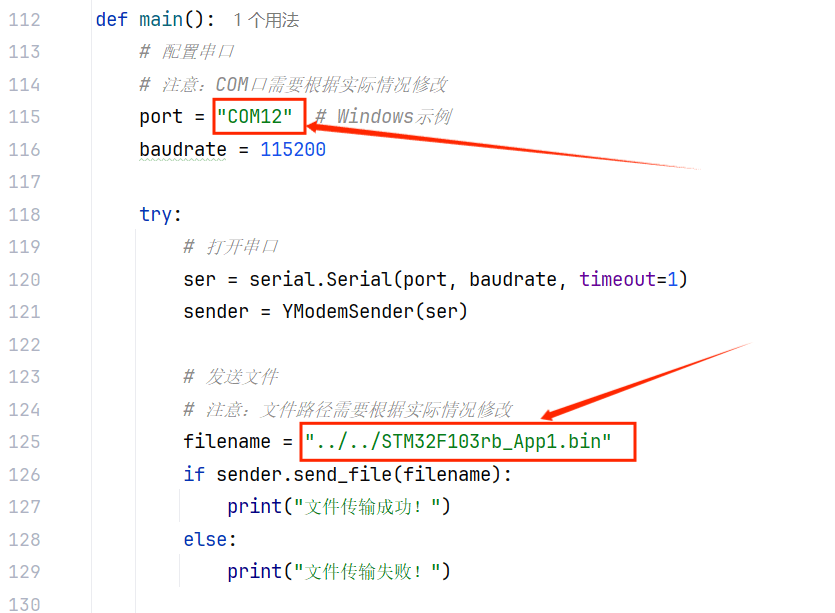 112 def main(): 1 个用法
113 # 配置串口
114 # 注意：COM口需要根据实际情况修改
115 port = "COM12" # Windows示例
116 baudrate = 115200
117
118 try:
119 # 打开串口
120 ser = serial.Serial(port, baudrate, timeout=1)
121 sender = YModemSender(ser)
122
123 # 发送文件
124 # 注意：文件路径需要根据实际情况修改
125 filename = "../../STM32F103rb_App1.bin"
126 if sender.send_file(filename):
127 print("文件传输成功！")
128 else:
129 print("文件传输失败！")
130